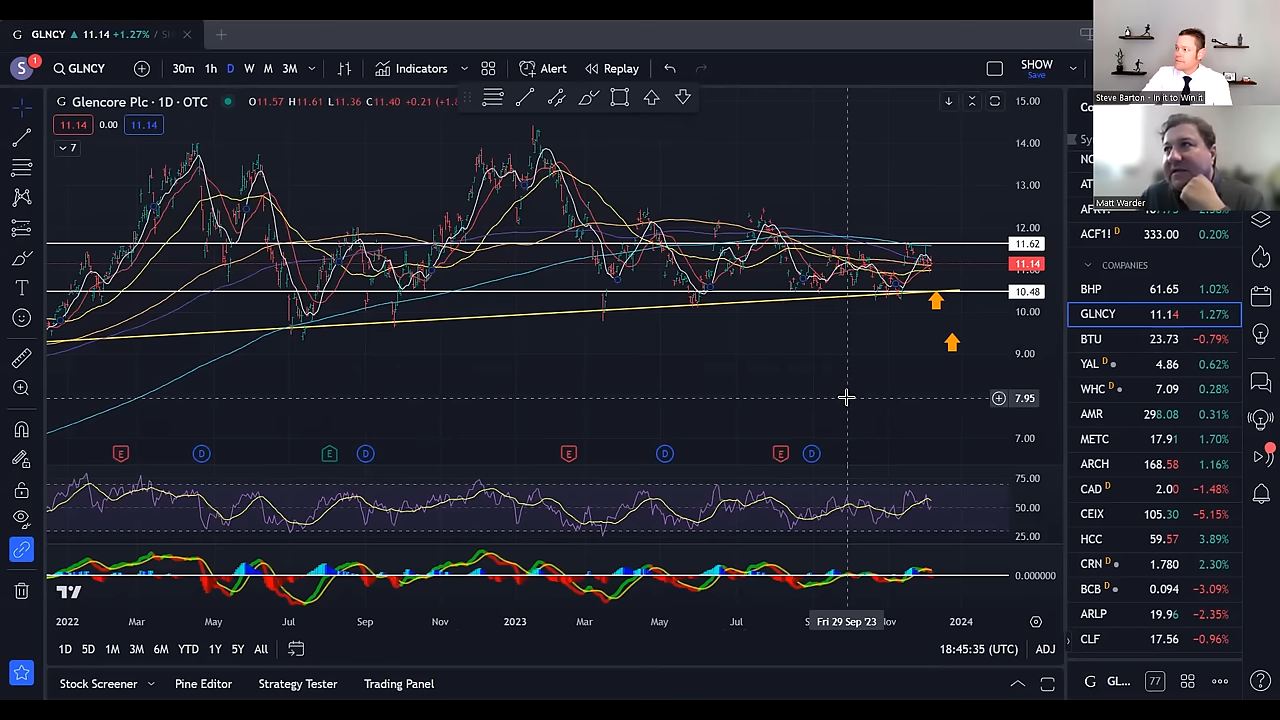 GLNCY ▲ 11.14 +1.27% /
S 1 GLNCY 30m 1h D W M 3M Indicators Alert Replay SHOW
Save
Steve Barton - In it to Win it
Matt Warder
Glencore Plc · 1D · OTC O11.57 H11.61 L11.36 C11.40 +0.21
11.14 0.00 11.14
7
15.00
14.00
13.00
12.00
11.62
11.14
10.48
10.00
9.00
7.95
7.00
E D E D E D E D
75.00
50.00
25.00
0.000000
2022 Mar May Jul Sep Nov 2023 Mar May Jul Fri 29 Sep '23 2024
1D 5D 1M 3M 6M YTD 1Y 5Y All 18:45:35 (UTC) ADJ
Stock Screener Pine Editor Strategy Tester Trading Panel
ACF1! D 333.00 0.20%
COMPANIES
BHP 61.65 1.02%
GLNCY 11.14 1.27%
BTU 23.73 −0.79%
YAL D 4.86 0.62%
WHC D 7.09 0.28%
AMR 298.08 0.31%
METC 17.91 1.70%
ARCH 168.58 1.16%
CAD D 2.00 −1.48%
CEIX 105.30 −5.15%
HCC 59.57 3.89%
CRN D 1.780 2.30%
BCB D 0.094 −3.09%
ARLP 19.96 −2.35%
CLF 17.56 −0.96%
G GL... 77